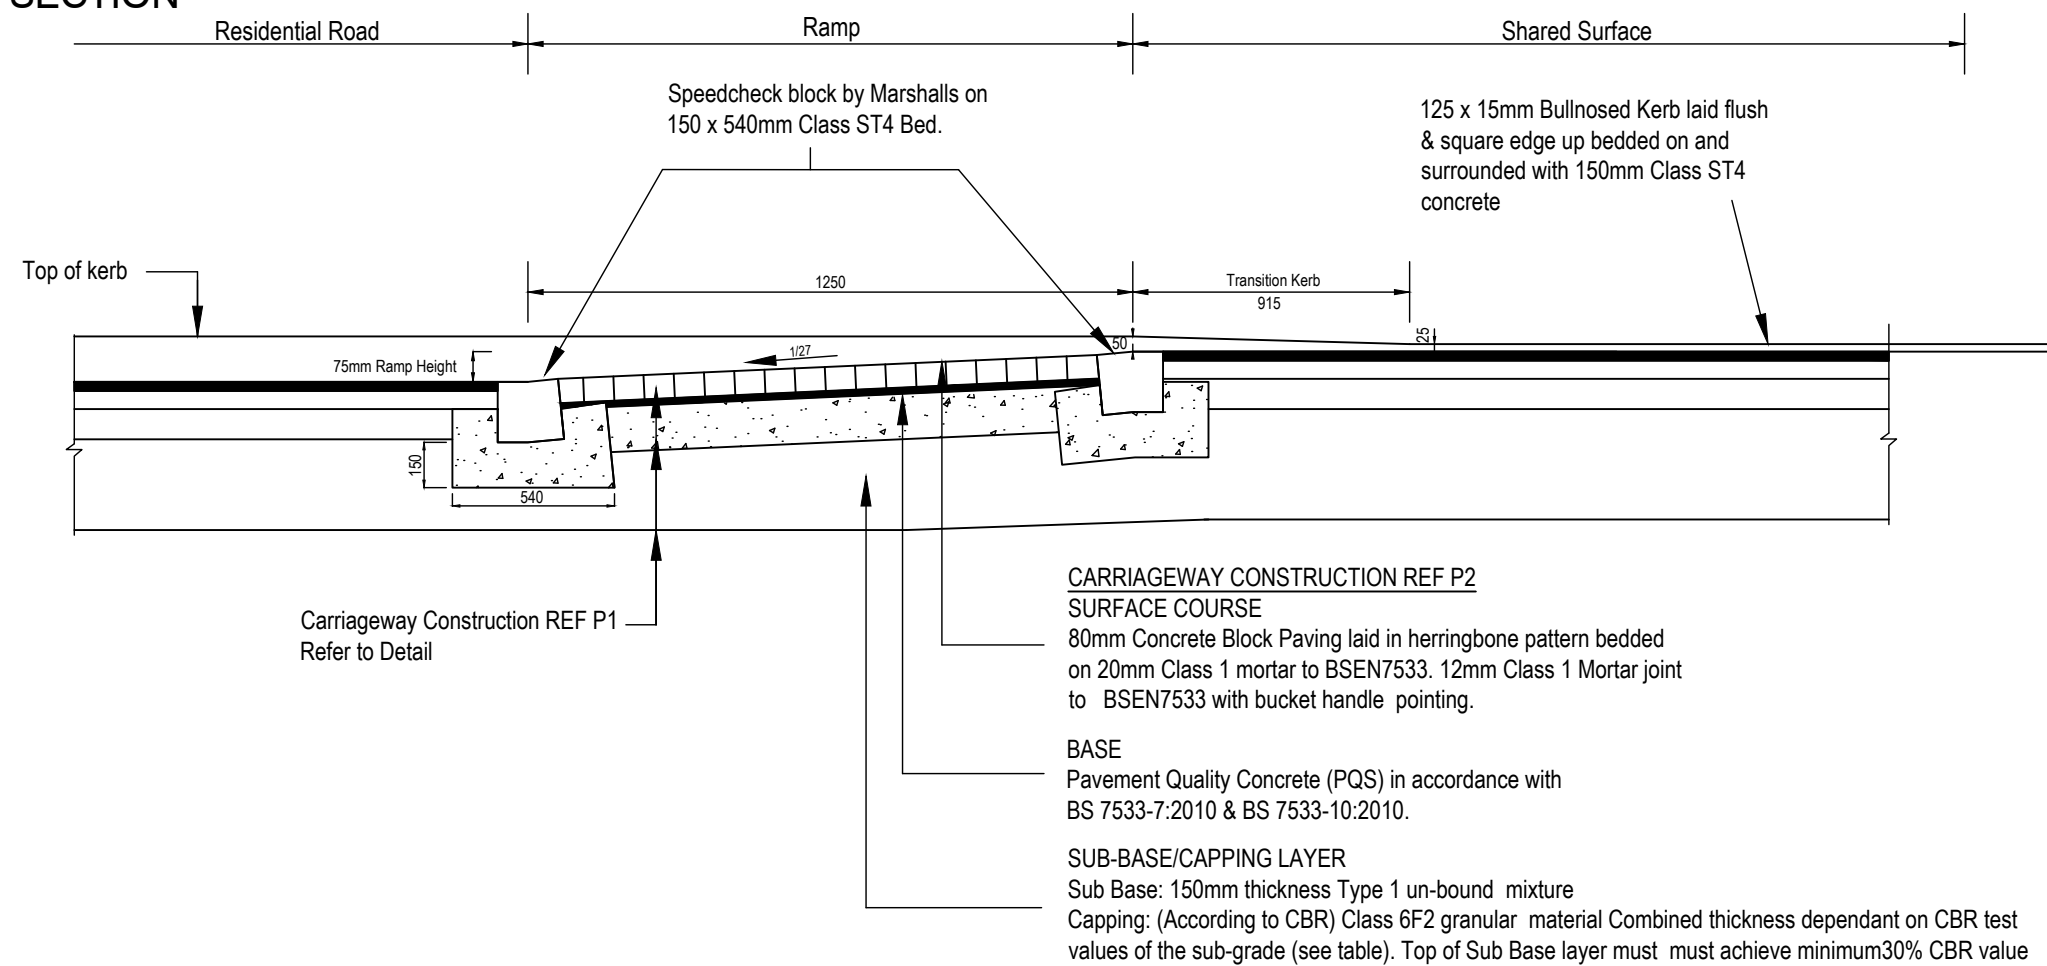 SECTION
Residential Road
Ramp
Shared Surface
Speedcheck block by Marshalls on
150 x 540mm Class ST4 Bed.
125 x 15mm Bullnosed Kerb laid flush
& square edge up bedded on and
surrounded with 150mm Class ST4
concrete
Top of kerb
1250
Transition Kerb
915
75mm Ramp Height
1/27
50
25
150
540
Carriageway Construction REF P1
Refer to Detail
CARRIAGEWAY CONSTRUCTION REF P2
SURFACE COURSE
80mm Concrete Block Paving laid in herringbone pattern bedded
on 20mm Class 1 mortar to BSEN7533. 12mm Class 1 Mortar joint
to BSEN7533 with bucket handle pointing.
BASE
Pavement Quality Concrete (PQS) in accordance with
BS 7533-7:2010 & BS 7533-10:2010.
SUB-BASE/CAPPING LAYER
Sub Base: 150mm thickness Type 1 un-bound mixture
Capping: (According to CBR) Class 6F2 granular material Combined thickness dependant on CBR test
values of the sub-grade (see table). Top of Sub Base layer must must achieve minimum30% CBR value